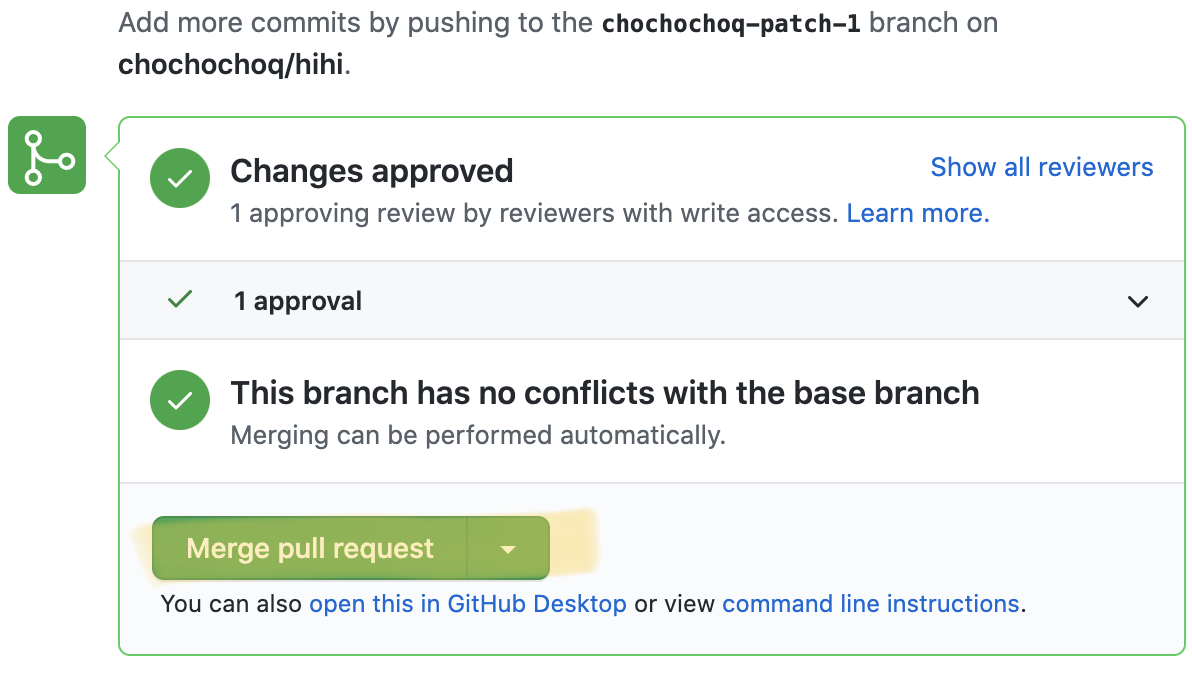 Add more commits by pushing to the chochochoq-patch-1 branch on
chochochoq/hihi.
Changes approved
Show all reviewers
1 approving review by reviewers with write access. Learn more.
1 approval
This branch has no conflicts with the base branch
Merging can be performed automatically.
Merge pull request
You can also open this in GitHub Desktop or view command line instructions.